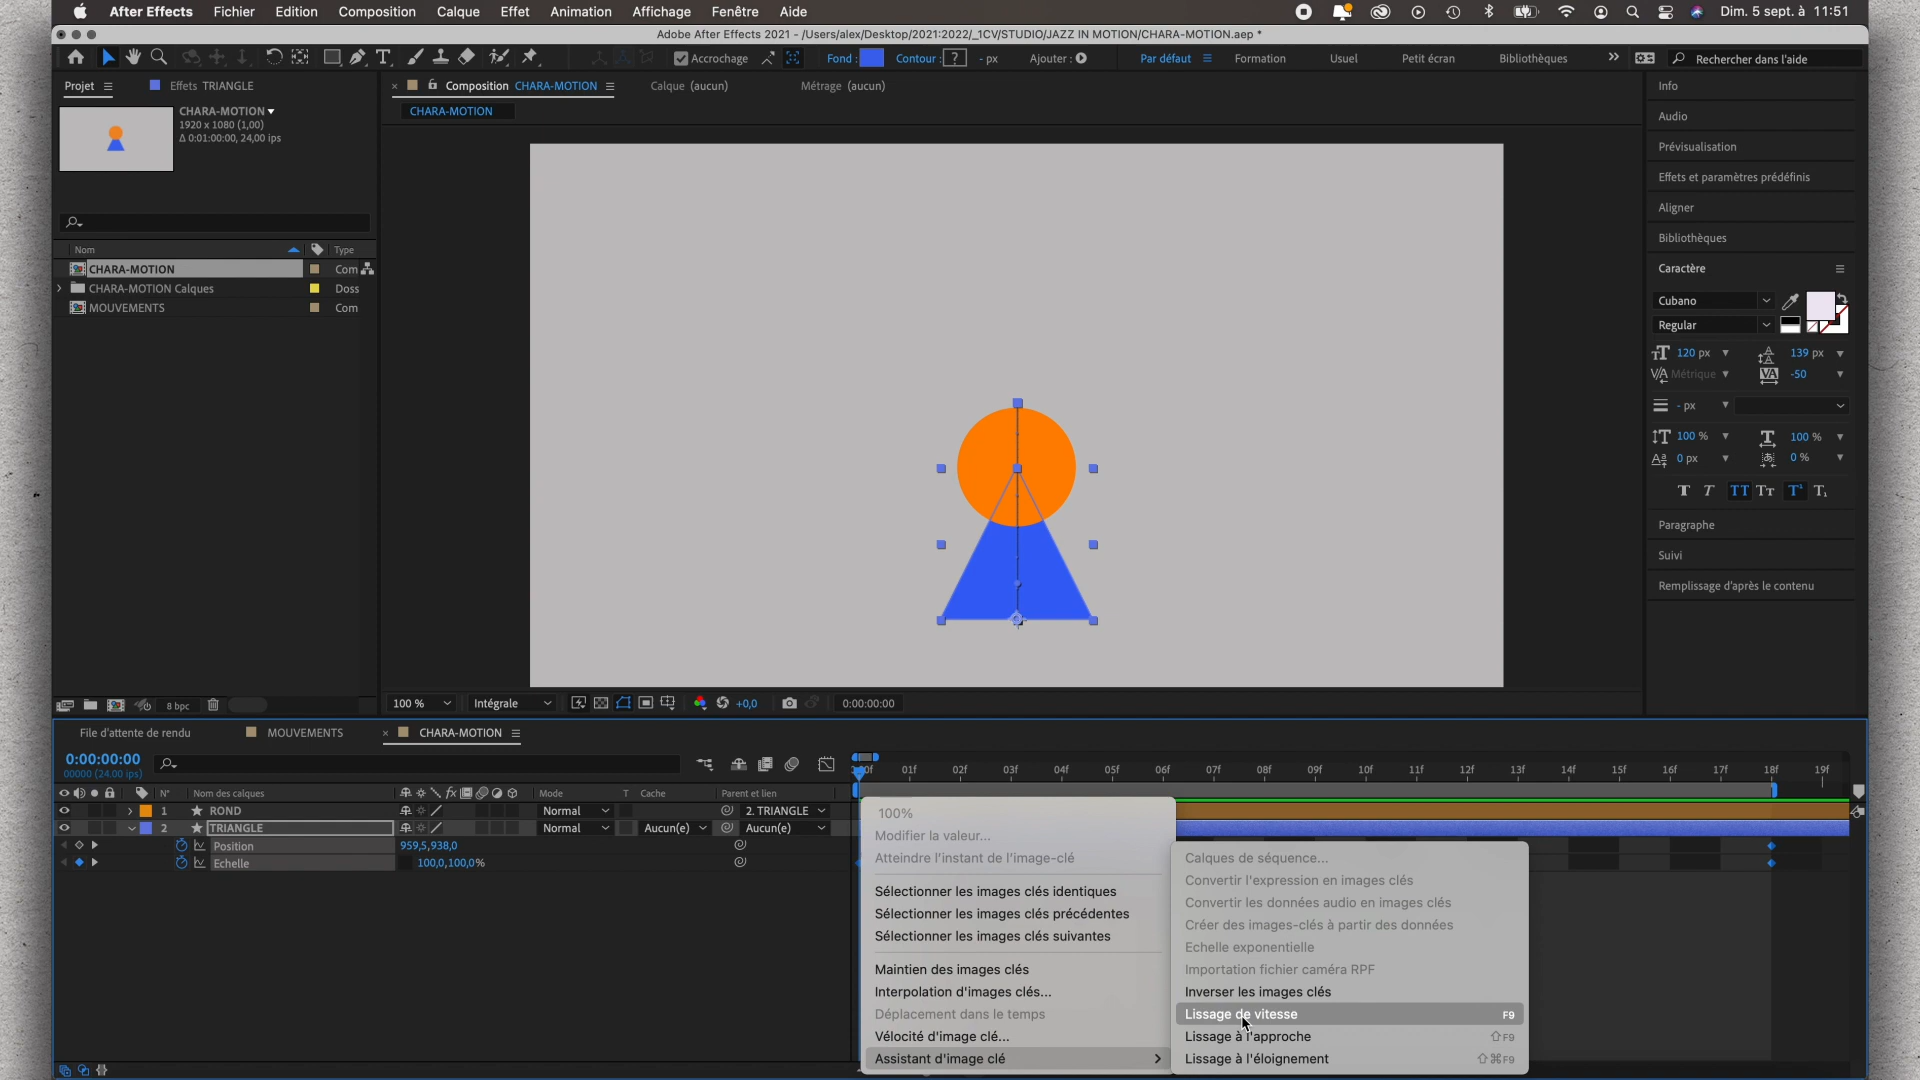 After Effects Fichier Edition Composition Calque Effet Animation Affichage Fenêtre Aide Dim. 5 sept. à 11:51
Adobe After Effects 2021 - /Users/alex/Desktop/2021:2022/_1CV/STUDIO/JAZZ IN MOTION/CHARA-MOTION.aep *
Accrochage Fond : Contour : ? - px Ajouter : Par défaut Formation Usuel Petit écran Bibliothèques Rechercher dans l'aide
Projet Effets TRIANGLE
CHARA-MOTION
1920 x 1080 (1,00)
Δ 0:01:00:00, 24,00 ips
Nom Type
CHARA-MOTION Com
CHARA-MOTION Calques Doss
MOUVEMENTS Com
8 bpc
Composition CHARA-MOTION Calque (aucun) Métrage (aucun)
CHARA-MOTION
100 % Intégrale +0,0 0:00:00:00
Info
Audio
Prévisualisation
Effets et paramètres prédéfinis
Aligner
Bibliothèques
Caractère
Cubano
Regular
120 px 139 px
Métrique -50
- px
100 % 100 %
0 px 0 %
T T TT Tт T¹ T₁
Paragraphe
Suivi
Remplissage d'après le contenu
File d'attente de rendu MOUVEMENTS CHARA-MOTION
0:00:00:00
00000 (24.00 ips)
01f 02f 03f 04f 05f 06f 07f 08f 09f 10f 11f 12f 13f 14f 15f 16f 17f 18f 19f
N° Nom des calques Mode T Cache Parent et lien
1 ROND Normal 2. TRIANGLE
2 TRIANGLE Normal Aucun(e) Aucun(e)
Position 959,5,938,0
Echelle 100,0,100,0%
100%
Modifier la valeur...
Atteindre l'instant de l'image-clé
Sélectionner les images clés identiques
Sélectionner les images clés précédentes
Sélectionner les images clés suivantes
Maintien des images clés
Interpolation d'images clés...
Déplacement dans le temps
Vélocité d'image clé...
Assistant d'image clé
Calques de séquence...
Convertir l'expression en images clés
Convertir les données audio en images clés
Créer des images-clés à partir des données
Echelle exponentielle
Importation fichier caméra RPF
Inverser les images clés
Lissage de vitesse F9
Lissage à l'approche ⇧F9
Lissage à l'éloignement ⇧⌘F9